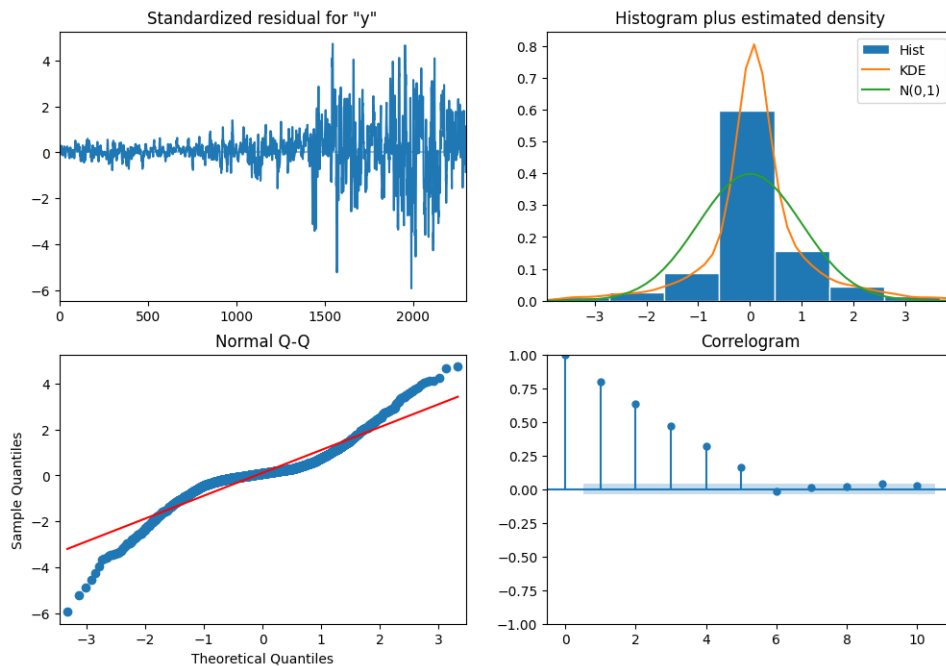 Standardized residual for "y"
4
2
0
−2
−4
−6
0 500 1000 1500 2000
Histogram plus estimated density
Hist
KDE
N(0,1)
0.8
0.7
0.6
0.5
0.4
0.3
0.2
0.1
0.0
−3 −2 −1 0 1 2 3
Normal Q-Q
Sample Quantiles
4
2
0
−2
−4
−6
−3 −2 −1 0 1 2 3
Theoretical Quantiles
Correlogram
1.00
0.75
0.50
0.25
0.00
−0.25
−0.50
−0.75
−1.00
0 2 4 6 8 10